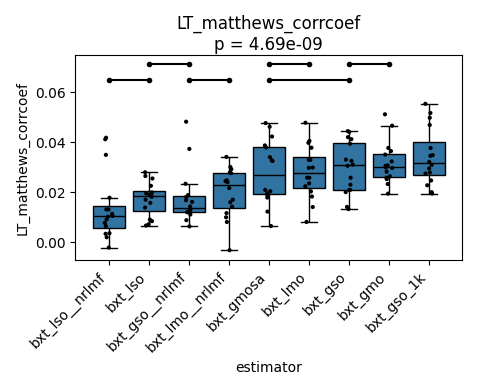 LT_matthews_corrcoef
p = 4.69e-09
LT_matthews_corrcoef
0.06
0.04
0.02
0.00
bxt_lso__nrlmf
bxt_lso
bxt_gso__nrlmf
bxt_lmo__nrlmf
bxt_gmosa
bxt_lmo
bxt_gso
bxt_gmo
bxt_gso_1k
estimator